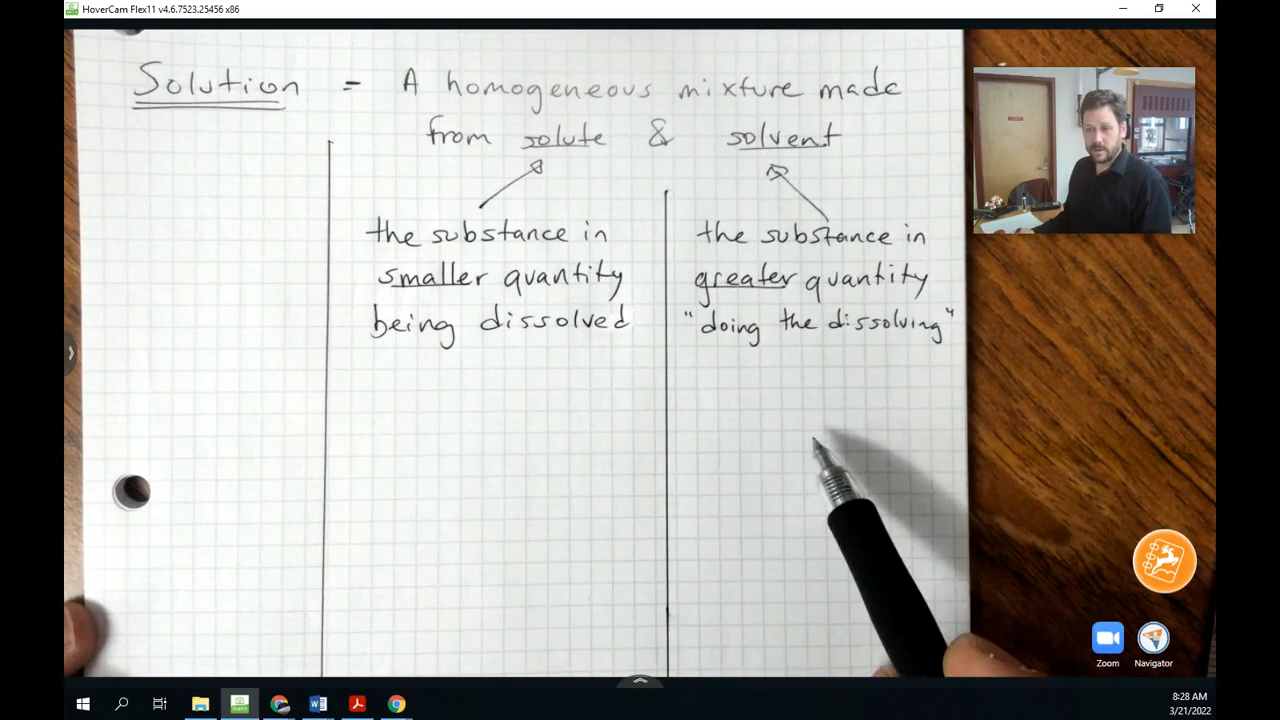 HoverCam Flex11 v4.6.7523.25456 x86
Solution = A homogeneous mixture made
from solute & solvent
the substance in
smaller quantity
being dissolved
the substance in
greater quantity
"doing the dissolving"
Zoom
Navigator
8:28 AM
3/21/2022